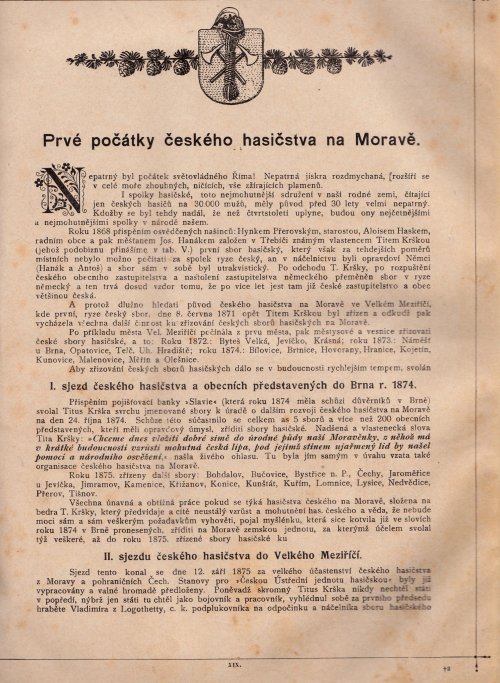 Prvé počátky českého hasičstva na Moravě.
Nepatrný byl počátek světovládného Říma! Nepatrná jiskra rozdmychaná, rozšíří se
v celé moře zhoubných, ničících, vše zžírajících plamenů.
I spolky hasičské, toto nejmohutnější sdružení v naší rodné zemi, čítající
jen českých hasičů na 30.000 mužů, měly původ před 30 lety velmi nepatrný.
Kdožby se byl tehdy nadál, že než čtvrtstoletí uplyne, budou ony nejčetnějšími
a nejmohutnějšími spolky v národě našem.
Roku 1868 přispěním osvědčených našinců: Hynkem Přerovským, starostou, Aloisem Haskem,
radním obce a pak měšťanem Jos. Hanákem založen v Třebíči známým vlastencem Titem Krškou
(jehož podobiznu přinášíme v tab. V.) první sbor hasičský, který však za tehdejších poměrů
místních nebylo možno počítati za spolek ryze český, an v náčelnictvu byli opravdoví Němci
(Hanák a Antoš) a sbor sám v sobě byl utrakvistický. Po odchodu T. Kršky, po rozpuštění
českého obecního zastupitelstva a nastolení zastupitelstva německého přeměněn sbor v ryze
německý a ten trvá dosud vzdor tomu, že po více let jest tam již české zastupitelstvo a obec
většinou česká.
A protož dlužno hledati původ českého hasičstva na Moravě ve Velkém Meziříčí,
kde první, ryze český sbor, dne 8. června 1871 opět Titem Krškou byl zřízen a odkudž pak
vycházela všechna další činnost ku zřizování českých sborů hasičských na Moravě.
Po příkladu města Vel. Meziříčí počínala z prvu města, pak městysové a vesnice zřizovati
české sbory hasičské, a to: Roku 1872.: Byteš Velká, Jevíčko, Krásná; roku 1873.: Náměšť
u Brna, Opatovice, Telč, Uh. Hradiště; roku 1874.: Bílovice, Brtnice, Hovorany, Hranice, Kojetín,
Kunovice, Malenovice, Měřín a Olešnice.
Aby zřizování českých sborů hasičských dálo se v budoucnosti rychlejším tempem, svolán
I. sjezd českého hasičstva a obecních představených do Brna r. 1874.
Přispěním pojišťovací banky »Slavie« (která roku 1874 měla schůzi důvěrníků v Brně)
svolal Titus Krška svrchu jmenované sbory k úradě o dalším rozvoji českého hasičstva na Moravě
na den 24. října 1874. Schůze této súčasnilo se celkem as 5 sborů a více než 200 obecních
představených, kteří měli opravčový úmysl, zříditi sbory hasičské. Nadšená a vlastenecká slova
Tita Kršky: »Chceme dnes vložiti dobré símě do úrodné půdy naší Moravěnky, z něhož má
v krátké budoucnosti vzrůsti mohutná česká lípa, pod jejímž stínem ujařmený lid by našel
pomoci a národního osvěžení,« našla živého ohlasu. Tu byla jím samým v úvahu vzata také
organisace českého hasičstva na Moravě.
Roku 1875. zřízeny další sbory: Bohdalov, Bučovice, Bystřice n. P., Čechy, Jaroměřice
u Jevíčka, Jimramov, Kamenice, Křižanov, Konice, Kunštát, Kuřim, Lomnice, Lysice, Nedvědice,
Přerov, Tišnov.
Všechna únavná a obtížná práce pokud se týká hasičstva českého na Moravě, složena na
bedra T. Kršky, který předvídaje a cítě neustálý vzrůst a mohutnění has. českého a věda, že nebude
moci sám a sám veškerým požadavkům vyhověti, pojal myšlénku, která sice kotvila již ve slovích
roku 1874 v Brně pronesených, zříditi na Moravě zemskou jednotu, za kterýmž účelem svolal
týž veškeré, až do roku 1875. zřízené sbory hasičské ku
II. sjezdu českého hasičstva do Velkého Meziříčí.
Sjezd tento konal se dne 12. září 1875 za velkého účastenství českého hasičstva
z Moravy a pohraničních Čech. Stanovy pro »Českou Ústřední jednotu hasičskou« byly již
vypracovány a valné hromadě předloženy. Poněvadž skromný Titus Krška nikdy nechtěl státi
v popředí, nýbrž jen státi tu chtěl jako bojovník a pracovník, vyhlédnul sobě za prvního předsedu
hraběte Vladimíra z Logothetty, c. k. podplukovníka na odpočinku a náčelníka sboru hasičského
XIX.